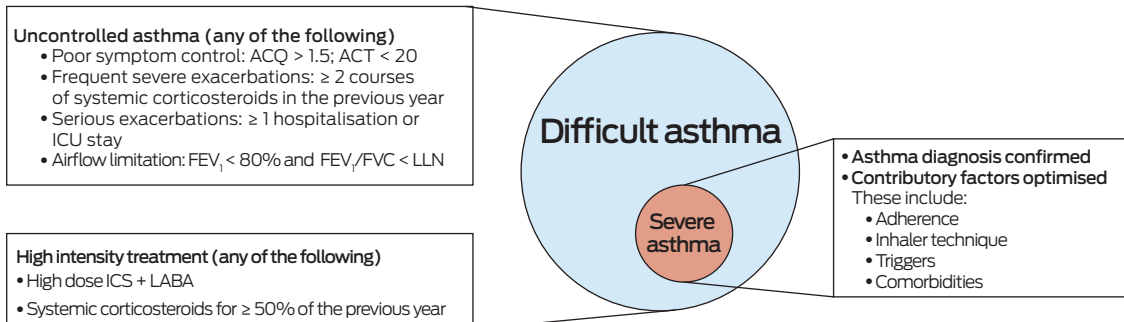 Uncontrolled asthma (any of the following)
• Poor symptom control: ACQ > 1.5; ACT < 20
• Frequent severe exacerbations: ≥ 2 courses
of systemic corticosteroids in the previous year
• Serious exacerbations: ≥ 1 hospitalisation or
ICU stay
• Airflow limitation: FEV₁ < 80% and FEV₁/FVC < LLN
High intensity treatment (any of the following)
• High dose ICS + LABA
• Systemic corticosteroids for ≥ 50% of the previous year
Difficult asthma
Severe
asthma
• Asthma diagnosis confirmed
• Contributory factors optimised
These include:
• Adherence
• Inhaler technique
• Triggers
• Comorbidities